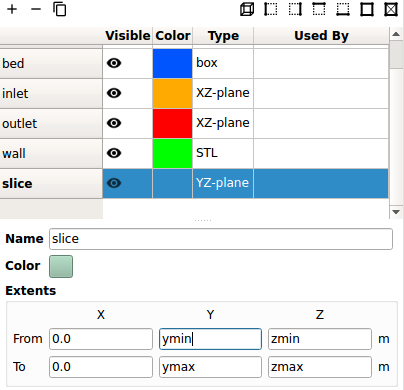 Visible Color Type Used By
bed box
inlet XZ-plane
outlet XZ-plane
wall STL
slice YZ-plane
Name slice
Color
Extents
X Y Z
From 0.0 ymin zmin m
To 0.0 ymax zmax m